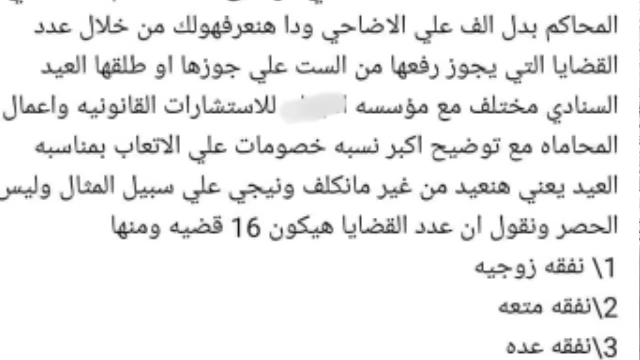 المحاكم بدل الف علي الاضاحي ودا هنعرفهولك من خلال عدد
القضايا التي يجوز رفعها من الست علي جوزها او طلقها العيد
السنادي مختلف مع مؤسسه للاستشارات القانونيه واعمال
المحاماه مع توضيح اكبر نسبه خصومات علي الاتعاب بمناسبه
العيد يعني هنعيد من غير مانكلف ونيجي علي سبيل المثال وليس
الحصر ونقول ان عدد القضايا هيكون 16 قضيه ومنها
1\ نفقه زوجيه
2\نفقه متعه
3\نفقه عده